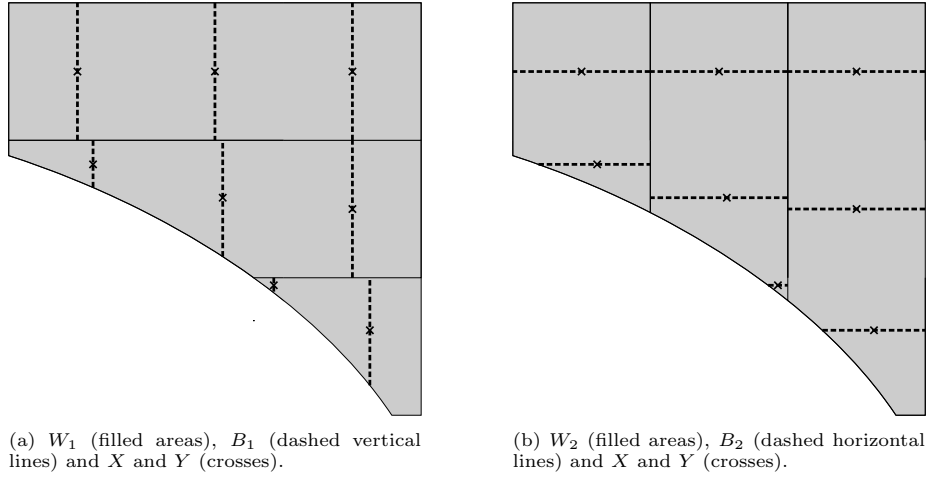 (a) W₁ (filled areas), B₁ (dashed vertical
lines) and X and Y (crosses).
(b) W₂ (filled areas), B₂ (dashed horizontal
lines) and X and Y (crosses).